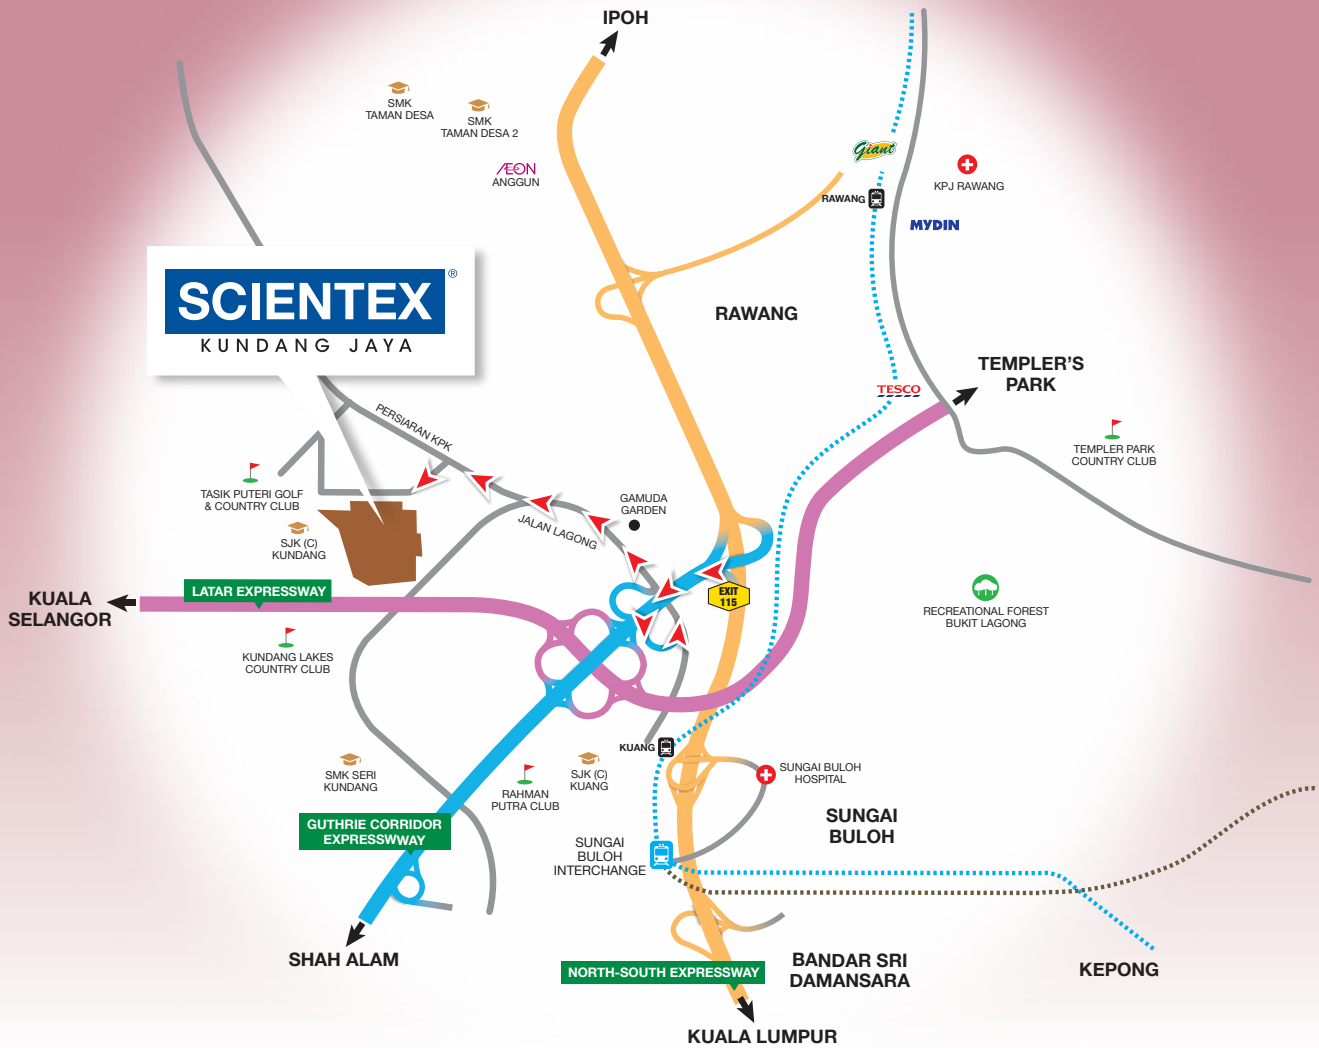 IPOH
SMK
TAMAN DESA
SMK
TAMAN DESA 2
ÆON
ANGGUN
Giant
KPJ RAWANG
RAWANG
MYDIN
SCIENTEX®
KUNDANG JAYA
RAWANG
TEMPLER'S
PARK
TESCO
PERSIARAN KPK
TEMPLER PARK
COUNTRY CLUB
TASIK PUTERI GOLF
& COUNTRY CLUB
GAMUDA
GARDEN
JALAN LAGONG
SJK (C)
KUNDANG
LATAR EXPRESSWAY
KUALA
SELANGOR
EXIT
115
RECREATIONAL FOREST
BUKIT LAGONG
KUNDANG LAKES
COUNTRY CLUB
KUANG
SMK SERI
KUNDANG
RAHMAN
PUTRA CLUB
SJK (C)
KUANG
SUNGAI BULOH
HOSPITAL
SUNGAI
BULOH
GUTHRIE CORRIDOR
EXPRESSWWAY
SUNGAI
BULOH
INTERCHANGE
SHAH ALAM
NORTH-SOUTH EXPRESSWAY
BANDAR SRI
DAMANSARA
KEPONG
KUALA LUMPUR